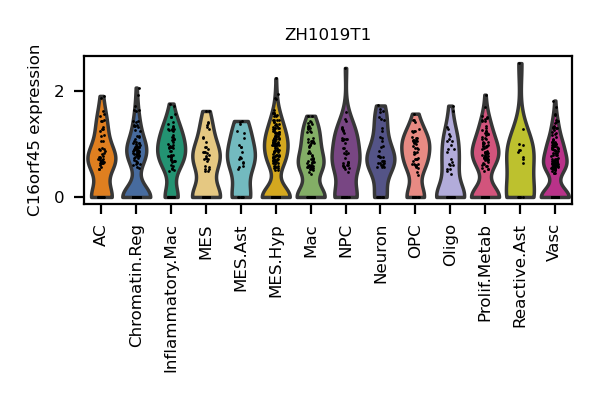 ZH1019T1
C16orf45 expression
2
0
AC
Chromatin.Reg
Inflammatory.Mac
MES
MES.Ast
MES.Hyp
Mac
NPC
Neuron
OPC
Oligo
Prolif.Metab
Reactive.Ast
Vasc